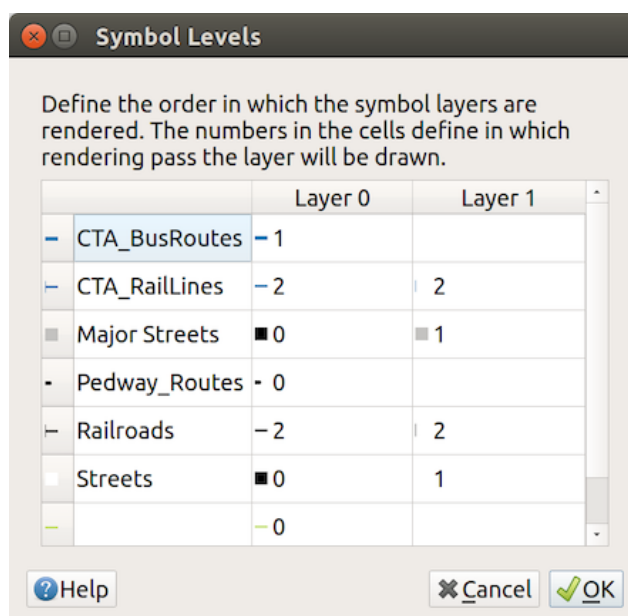 Symbol Levels
Define the order in which the symbol layers are
rendered. The numbers in the cells define in which
rendering pass the layer will be drawn.
Layer 0 Layer 1
CTA_BusRoutes 1
CTA_RailLines 2 2
Major Streets 0 1
Pedway_Routes 0
Railroads 2 2
Streets 0 1
0
Help Cancel OK